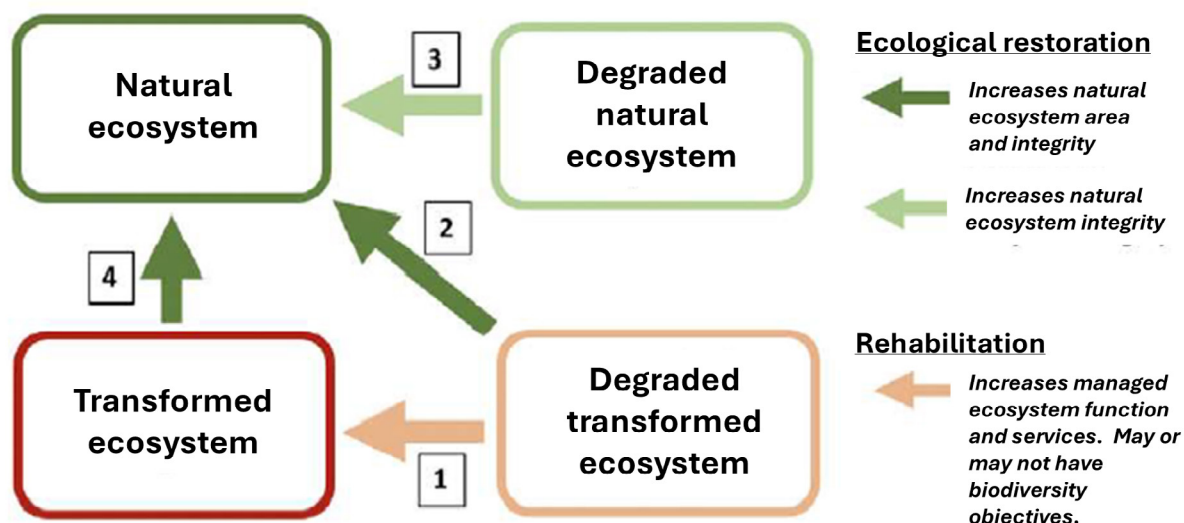 Natural
ecosystem
3
Degraded
natural
ecosystem
2
4
Transformed
ecosystem
1
Degraded
transformed
ecosystem
Ecological restoration
Increases natural
ecosystem area
and integrity
Increases natural
ecosystem integrity
Rehabilitation
Increases managed
ecosystem function
and services. May or
may not have
biodiversity
objectives.